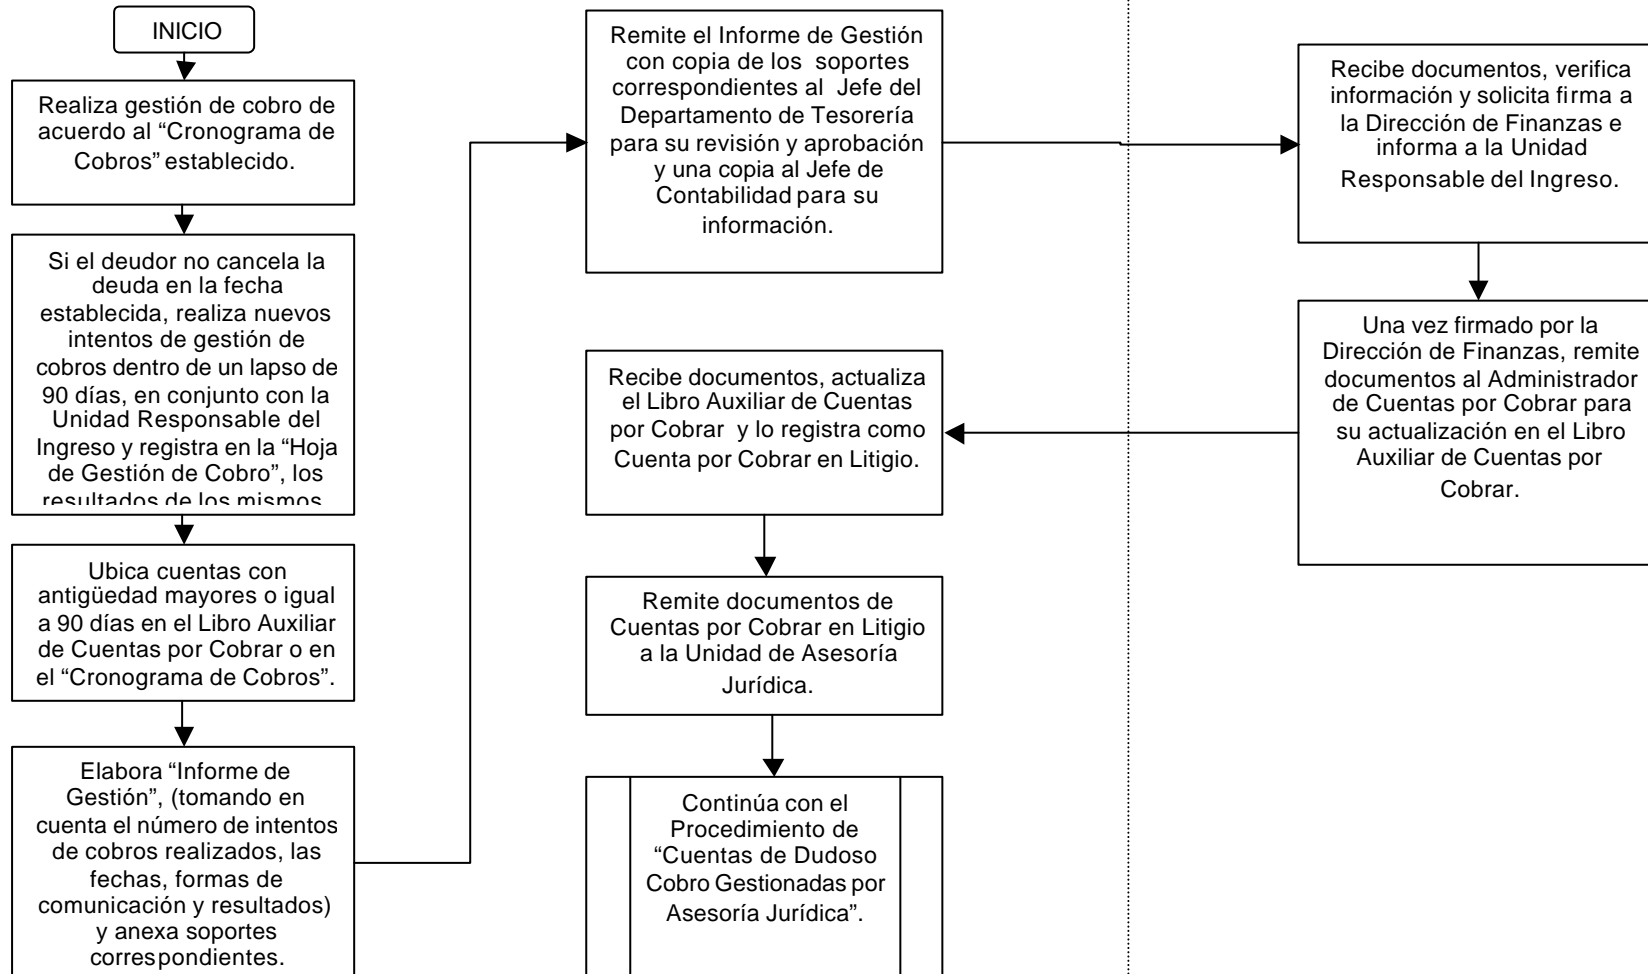 INICIO
Realiza gestión de cobro de
acuerdo al “Cronograma de
Cobros” establecido.
Si el deudor no cancela la
deuda en la fecha
establecida, realiza nuevos
intentos de gestión de
cobros dentro de un lapso de
90 días, en conjunto con la
Unidad Responsable del
Ingreso y registra en la “Hoja
de Gestión de Cobro”, los
resultados de los mismos.
Ubica cuentas con
antigüedad mayores o igual
a 90 días en el Libro Auxiliar
de Cuentas por Cobrar o en
el “Cronograma de Cobros”.
Elabora “Informe de
Gestión”, (tomando en
cuenta el número de intentos
de cobros realizados, las
fechas, formas de
comunicación y resultados)
y anexa soportes
correspondientes.
Remite el Informe de Gestión
con copia de los soportes
correspondientes al Jefe del
Departamento de Tesorería
para su revisión y aprobación
y una copia al Jefe de
Contabilidad para su
información.
Recibe documentos, verifica
información y solicita firma a
la Dirección de Finanzas e
informa a la Unidad
Responsable del Ingreso.
Una vez firmado por la
Dirección de Finanzas, remite
documentos al Administrador
de Cuentas por Cobrar para
su actualización en el Libro
Auxiliar de Cuentas por
Cobrar.
Recibe documentos, actualiza
el Libro Auxiliar de Cuentas
por Cobrar y lo registra como
Cuenta por Cobrar en Litigio.
Remite documentos de
Cuentas por Cobrar en Litigio
a la Unidad de Asesoría
Jurídica.
Continúa con el
Procedimiento de
“Cuentas de Dudoso
Cobro Gestionadas por
Asesoría Jurídica”.